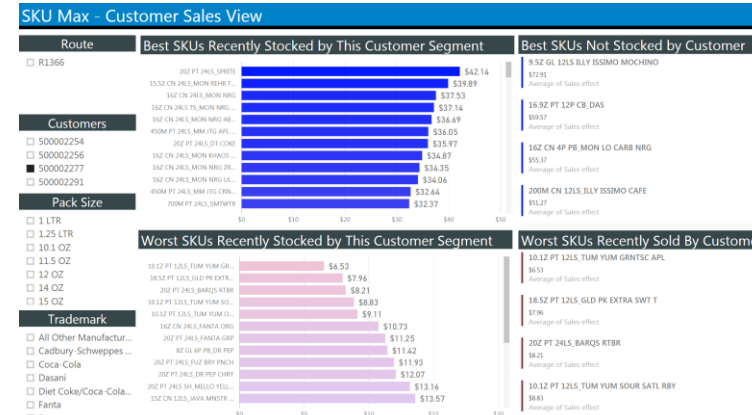 SKU Max - Customer Sales View
Route
R1366
Customers
500002254
500002256
500002277
500002291
Pack Size
1 LTR
1.25 LTR
10.1 OZ
11.5 OZ
12 OZ
14 OZ
15 OZ
Trademark
All Other Manufactur...
Cadbury-Schweppes ...
Coca-Cola
Dasani
Diet Coke/Coca-Cola...
Fanta
Best SKUs Recently Stocked by This Customer Segment
20Z PT 24LS_SPRITE $42.14
15.5Z CN 24LS_MON REHB T... $39.89
16Z CN 24LS_MON NRG $37.53
16Z CN 24LS TS_MON NRG ... $37.14
16Z CN 24LS_MON NRG AB... $36.69
450M PT 24LS_MM JTG APL ... $36.05
20Z PT 24LS_DT COKE $35.97
16Z CN 24LS_MON KHAOS ... $34.87
16Z CN 24LS_MON NRG ZR... $34.35
16Z CN 24LS_MON NRG UL... $34.06
450M PT 24LS_MM JTG CRN... $32.64
700M PT 24LS_SMTWTR $32.37
$0 $10 $20 $30 $40 $50
Worst SKUs Recently Stocked by This Customer Segment
10.1Z PT 12LS_TUM YUM GR... $6.53
18.5Z PT 12LS_GLD PK EXTR... $7.96
20Z PT 24LS_BARQS RTBR $8.21
10.1Z PT 12LS_TUM YUM SO... $8.83
10.1Z PT 12LS_TUM YUM O... $9.11
16Z CN 24LS_FANTA ORG $10.73
20Z PT 24LS_FANTA GRP $11.25
8Z GL 6P PB_DR PEP $11.42
20Z PT 24LS_FUZ BRY PNCH $11.93
20Z PT 24LS_DR PEP CHRY $12.07
20Z PT 24LS SH_MELLO YELL... $13.16
15Z CN 12LS_JAVA MNSTR ... $13.57
$0 $5 $10 $15 $20
Best SKUs Not Stocked by Customer
9.5Z GL 12LS ILLY ISSIMO MOCHINO
$72.91
Average of Sales effect
16.9Z PT 12P CB_DAS
$59.57
Average of Sales effect
16Z CN 4P PB_MON LO CARB NRG
$55.37
Average of Sales effect
200M CN 12LS_ILLY ISSIMO CAFE
$51.27
Average of Sales effect
Worst SKUs Recently Sold By Custome
10.1Z PT 12LS_TUM YUM GRNTSC APL
$6.53
Average of Sales effect
18.5Z PT 12LS_GLD PK EXTRA SWT T
$7.96
Average of Sales effect
20Z PT 24LS_BARQS RTBR
$8.21
Average of Sales effect
10.1Z PT 12LS_TUM YUM SOUR SATL RBY
$8.83
Average of Sales effect